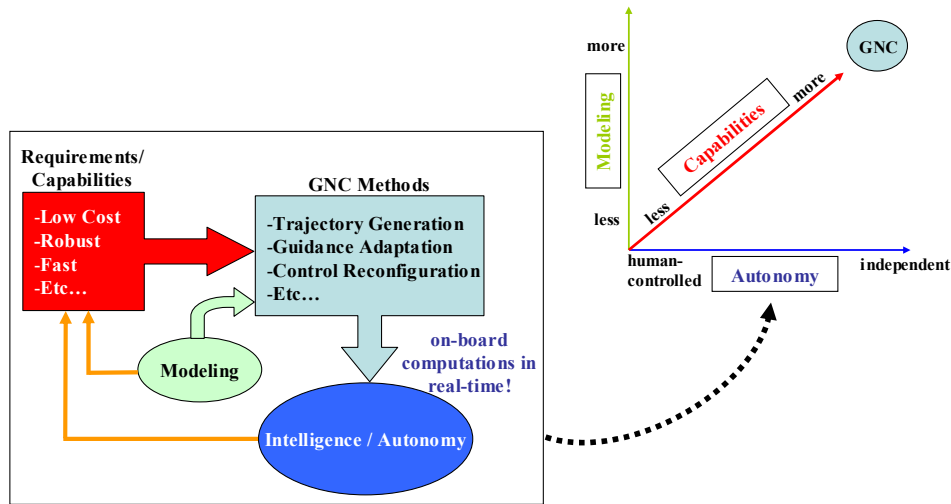 Requirements/
Capabilities
-Low Cost
-Robust
-Fast
-Etc…
GNC Methods
-Trajectory Generation
-Guidance Adaptation
-Control Reconfiguration
-Etc…
Modeling
on-board
computations in
real-time!
Intelligence / Autonomy
more
Modeling
less
less
Capabilities
more
GNC
human-
controlled
Autonomy
independent